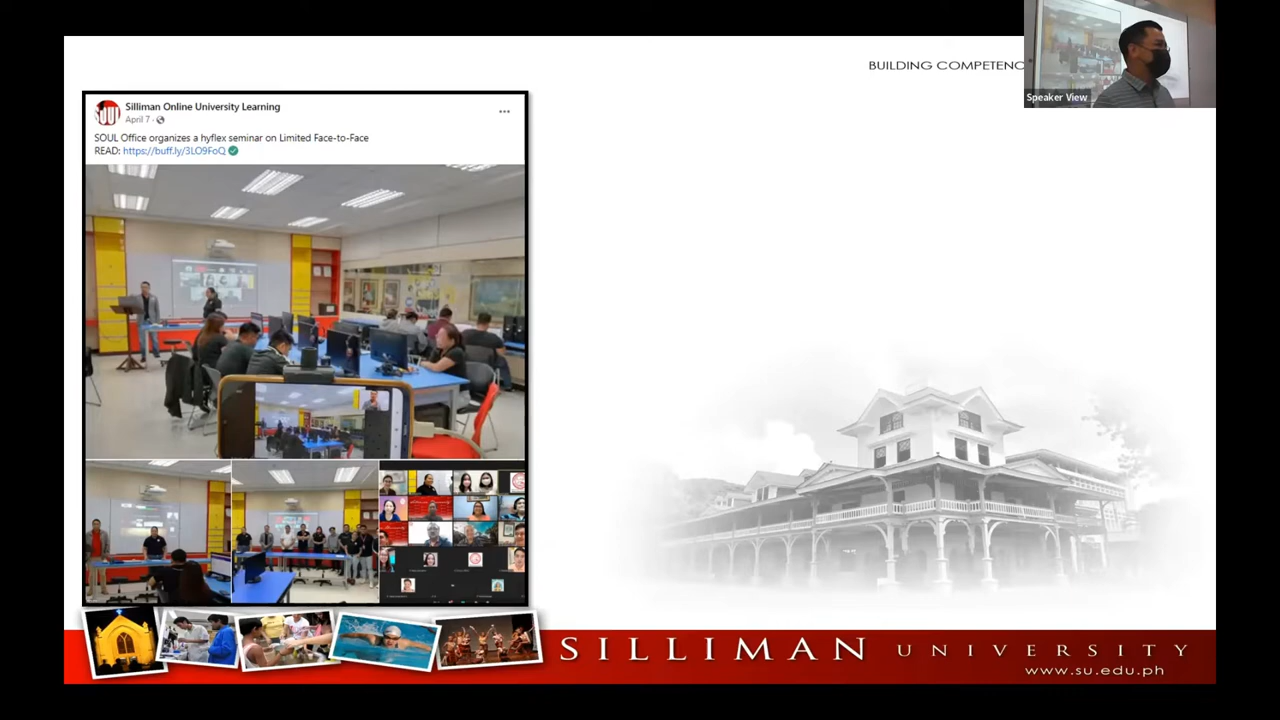 BUILDING COMPETENC
Speaker View
SOUL
Silliman Online University Learning
April 7 ·
SOUL Office organizes a hyflex seminar on Limited Face-to-Face
READ: https://buff.ly/3LO9FoQ
SILLIMAN UNIVERSITY
www.su.edu.ph